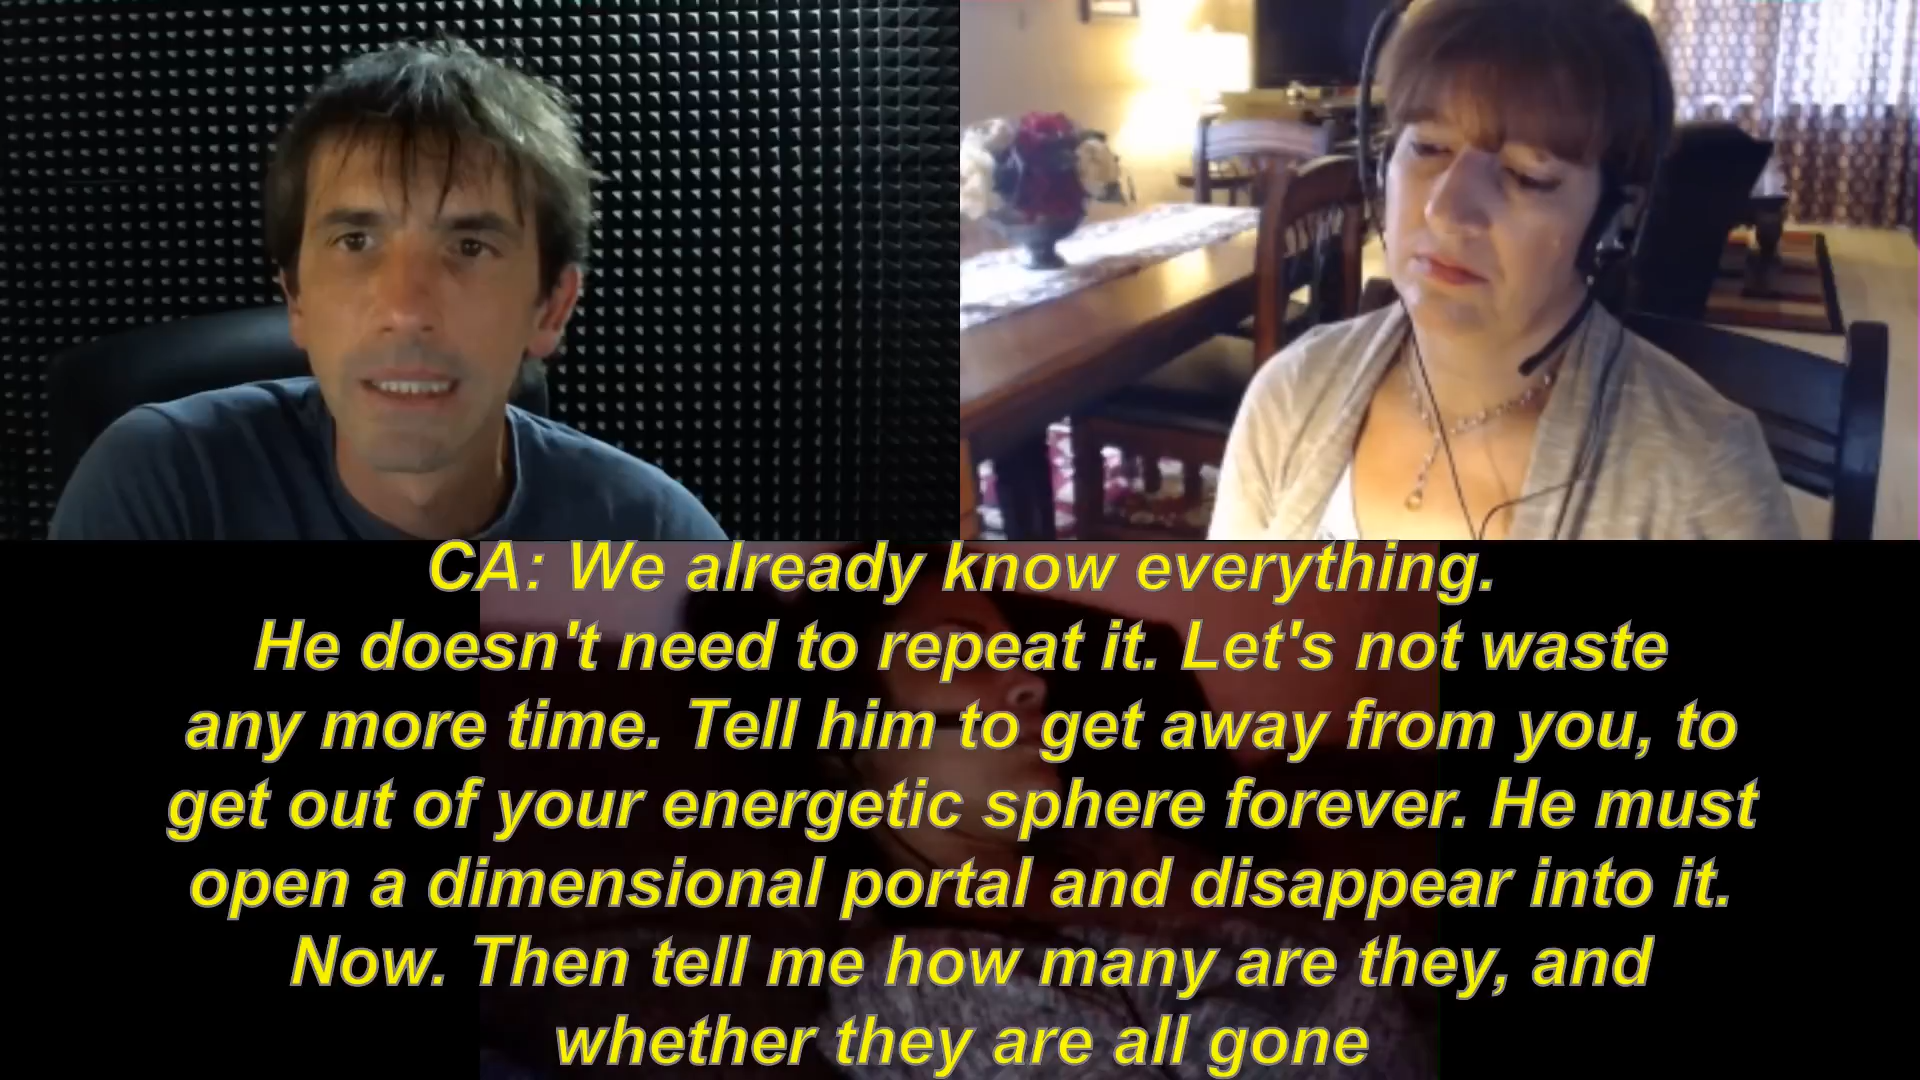 CA: We already know everything.
He doesn't need to repeat it. Let's not waste
any more time. Tell him to get away from you, to
get out of your energetic sphere forever. He must
open a dimensional portal and disappear into it.
Now. Then tell me how many are they, and
whether they are all gone